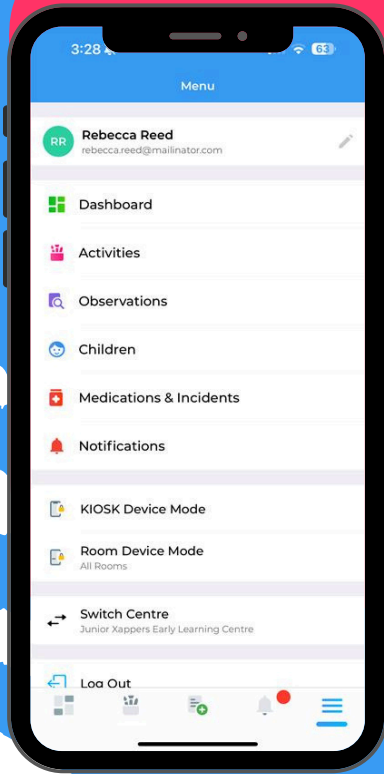 3:28
63
Menu
RR
Rebecca Reed
rebecca.reed@mailinator.com
Dashboard
Activities
Observations
Children
Medications & Incidents
Notifications
KIOSK Device Mode
Room Device Mode
All Rooms
Switch Centre
Junior Xappers Early Learning Centre
Log Out